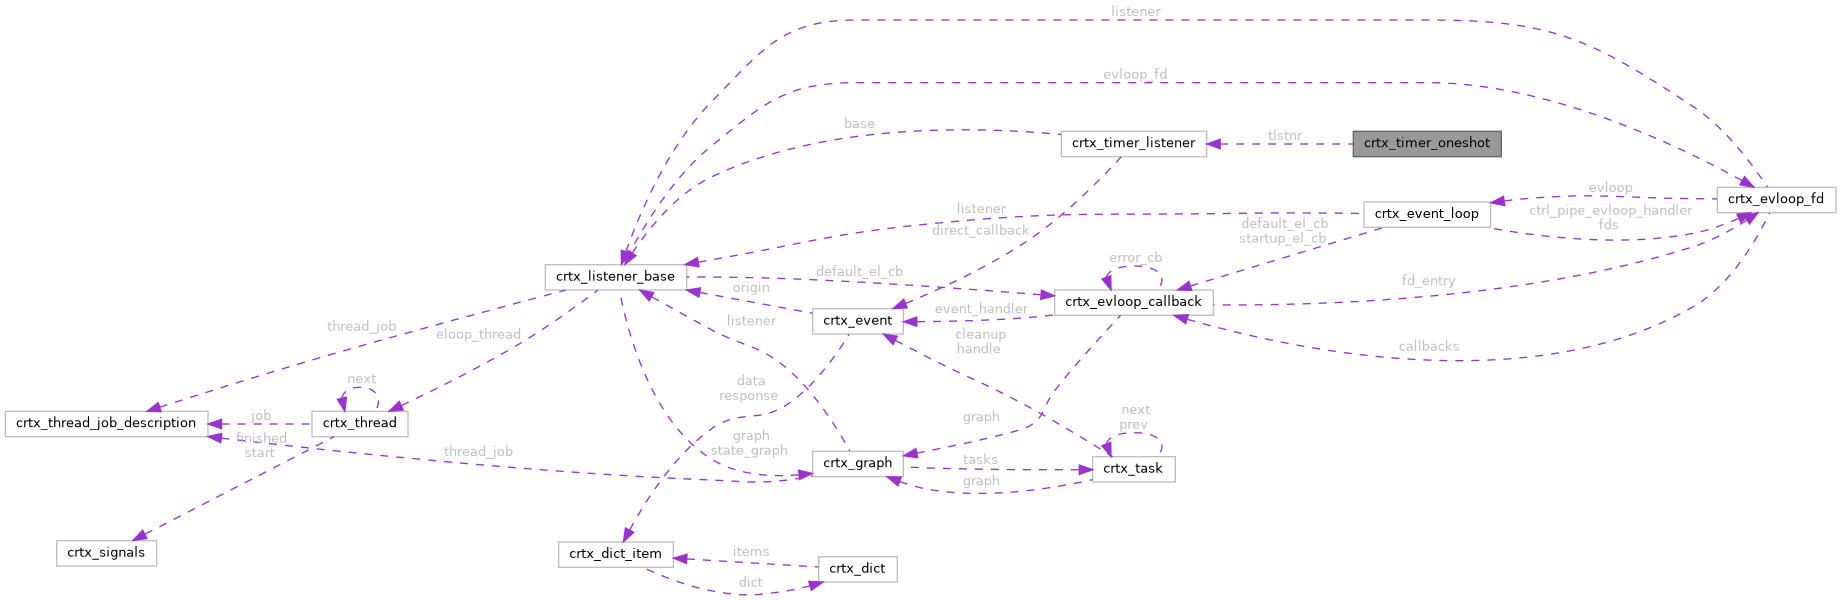 listener
evloop_fd
base
tlstnr
crtx_timer_listener
crtx_timer_oneshot
evloop
crtx_evloop_fd
listener
direct_callback
crtx_event_loop
ctrl_pipe_evloop_handler
fds
default_el_cb
startup_el_cb
crtx_listener_base
default_el_cb
error_cb
origin
crtx_evloop_callback
fd_entry
thread_job
eloop_thread
listener
crtx_event
event_handler
cleanup
handle
callbacks
next
data
response
crtx_thread_job_description
job
crtx_thread
finished
start
graph
next
prev
thread_job
graph
state_graph
crtx_graph
tasks
graph
crtx_task
crtx_signals
crtx_dict_item
items
dict
crtx_dict